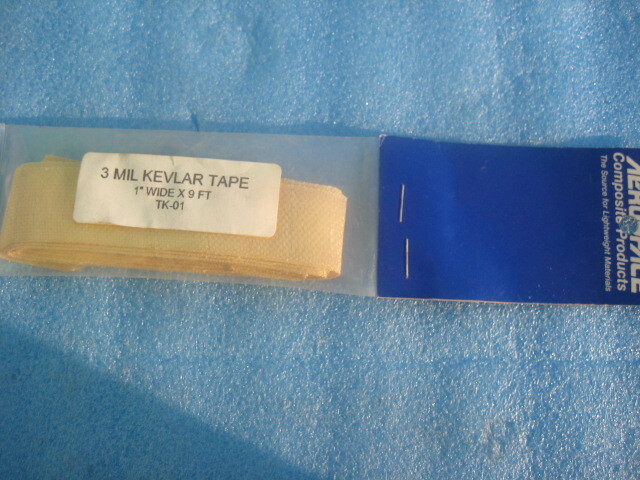 3 MIL KEVLAR TAPE
1" WIDE X 9 FT
TK-01
Composite Products
The Source for Lightweight Materials